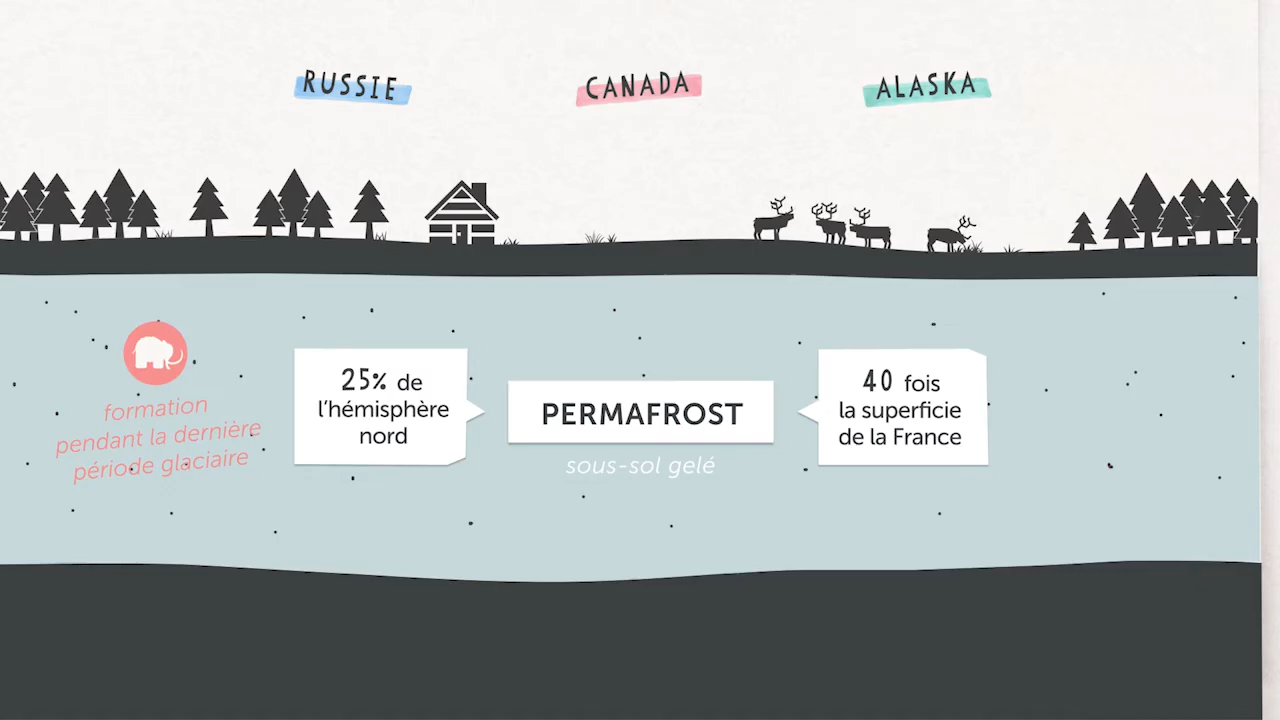 RUSSIE
CANADA
ALASKA
formation
pendant la dernière
période glaciaire
25% de
l'hémisphère
nord
PERMAFROST
sous-sol gelé
40 fois
la superficie
de la France